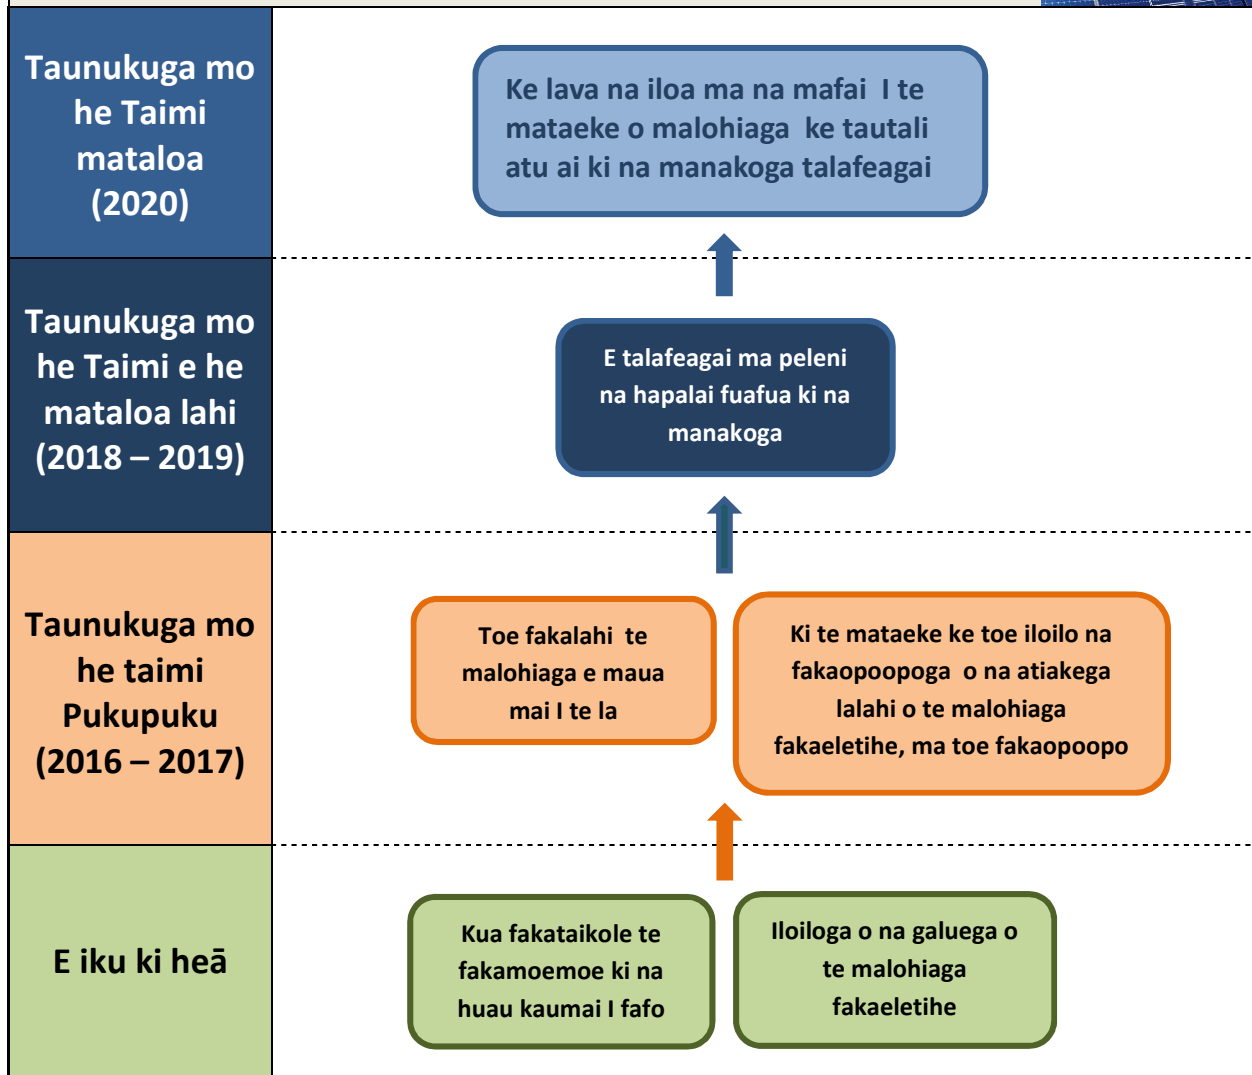 Taunukuga mo
he Taimi
mataloa
(2020)
Ke lava na iloa ma na mafai I te
mataeke o malohiaga ke tautali
atu ai ki na manakoga talafeagai
Taunukuga mo
he Taimi e he
mataloa lahi
(2018 – 2019)
E talafeagai ma peleni
na hapalai fuafua ki na
manakoga
Taunukuga mo
he taimi
Pukupuku
(2016 – 2017)
Toe fakalahi te
malohiaga e maua
mai I te la
Ki te mataeke ke toe iloilo na
fakaopoopoga o na atiakega
lalahi o te malohiaga
fakaeletihe, ma toe fakaopoopo
E iku ki heā
Kua fakataikole te
fakamoemoe ki na
huau kaumai I fafo
Iloiloga o na galuega o
te malohiaga
fakaeletihe